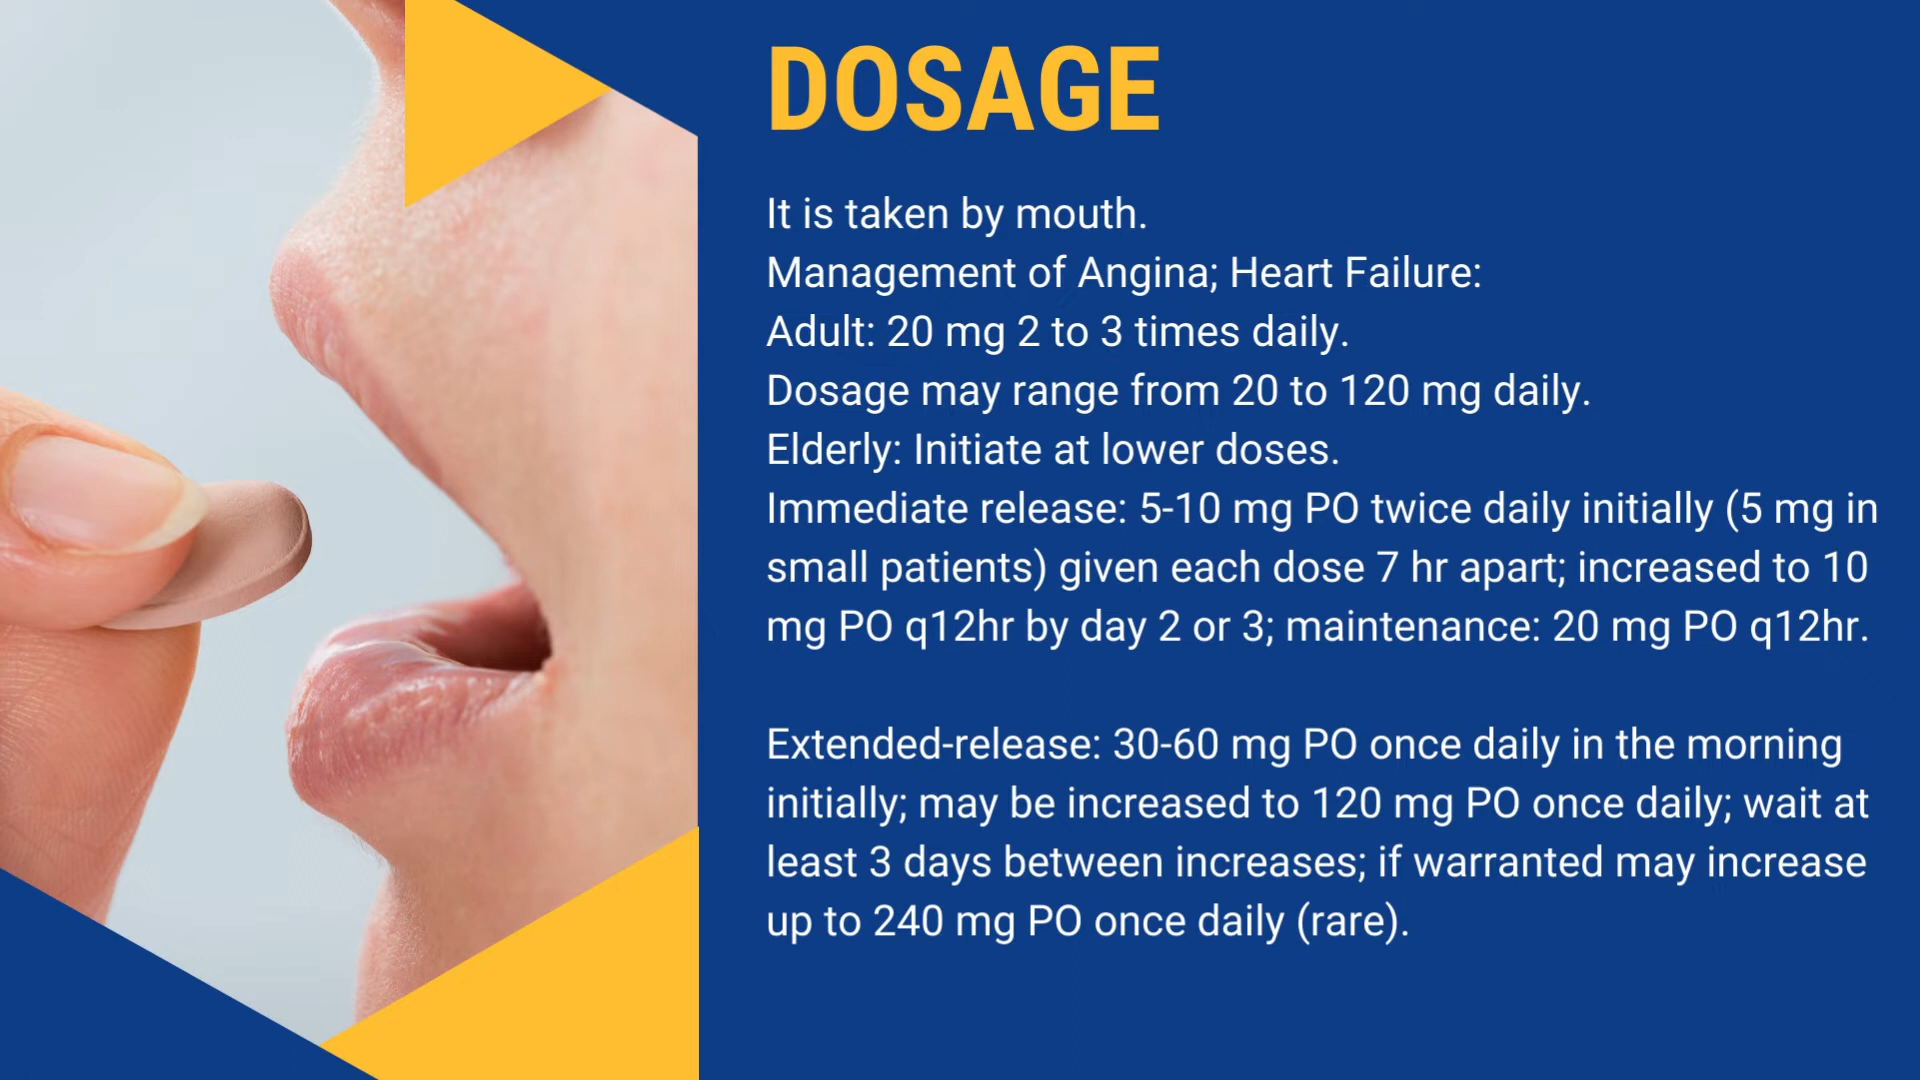 DOSAGE
It is taken by mouth.
Management of Angina; Heart Failure:
Adult: 20 mg 2 to 3 times daily.
Dosage may range from 20 to 120 mg daily.
Elderly: Initiate at lower doses.
Immediate release: 5-10 mg PO twice daily initially (5 mg in
small patients) given each dose 7 hr apart; increased to 10
mg PO q12hr by day 2 or 3; maintenance: 20 mg PO q12hr.
Extended-release: 30-60 mg PO once daily in the morning
initially; may be increased to 120 mg PO once daily; wait at
least 3 days between increases; if warranted may increase
up to 240 mg PO once daily (rare).